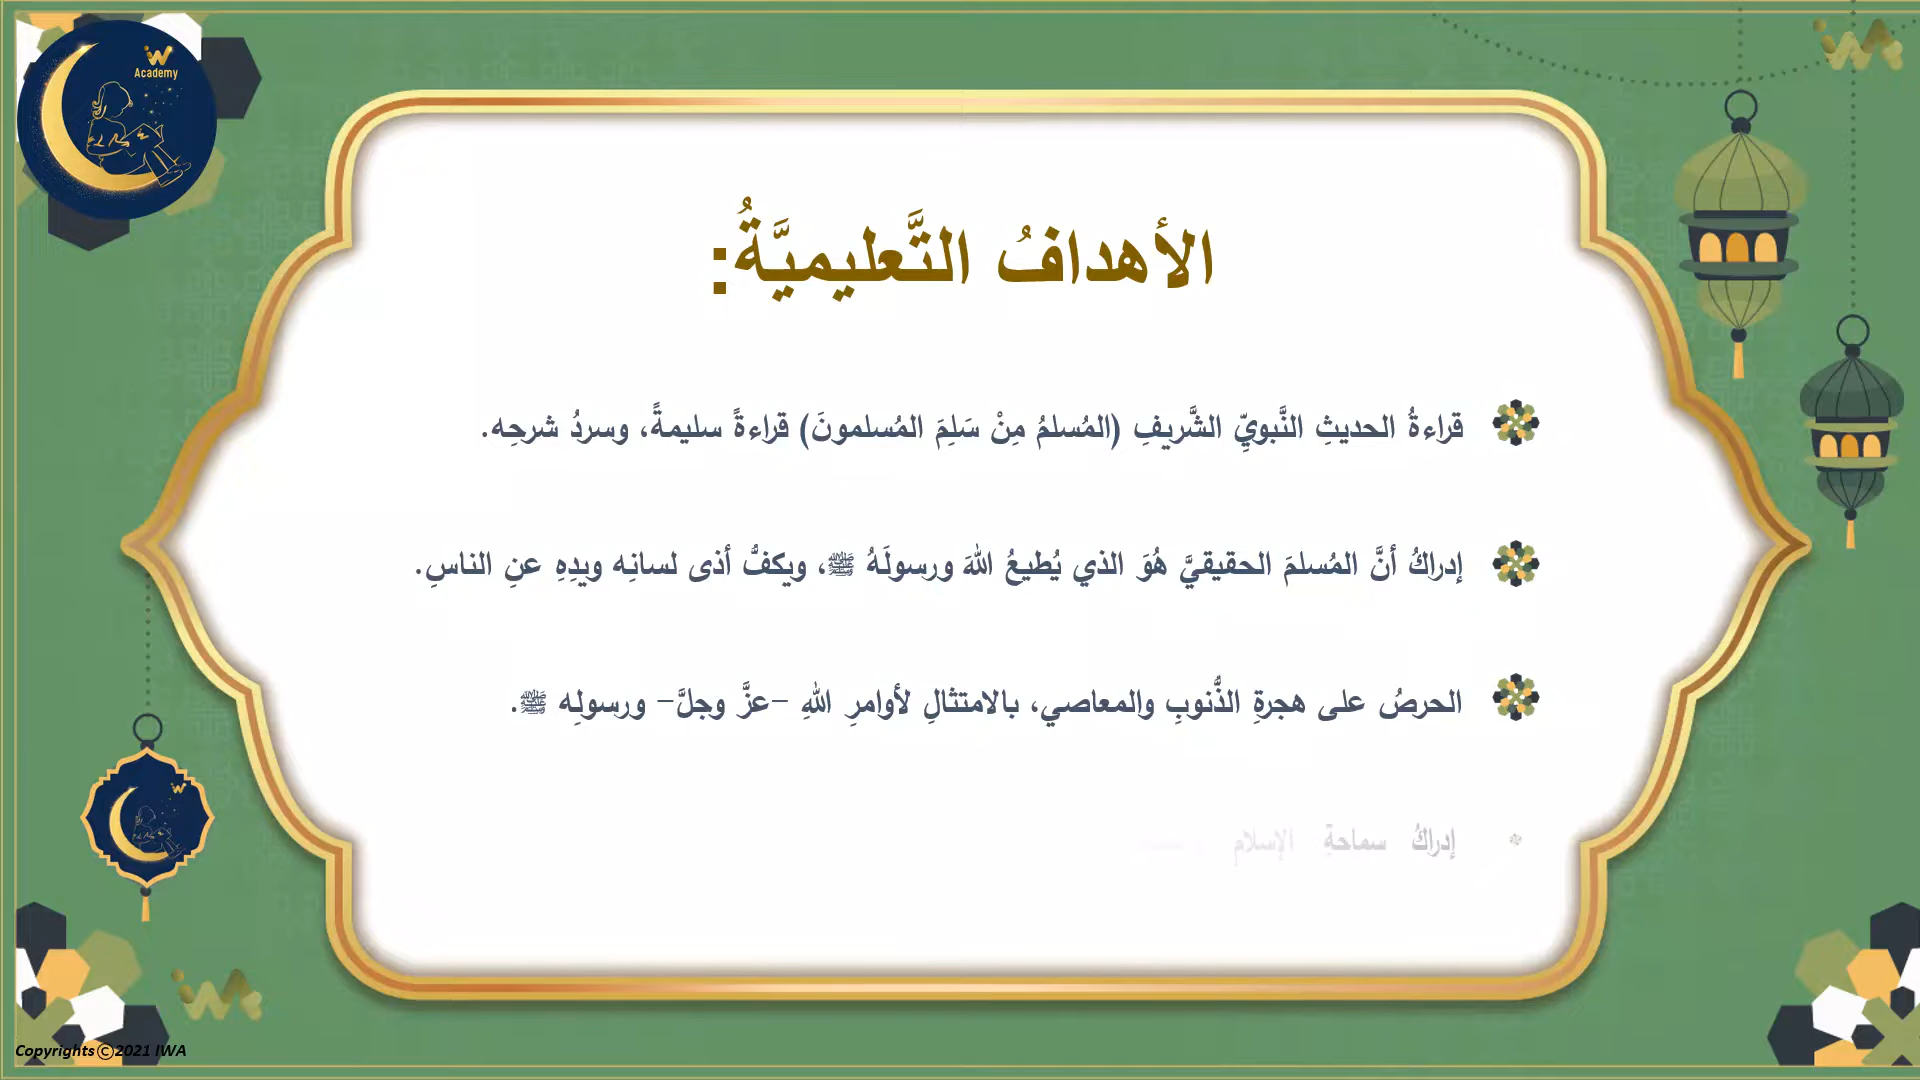 iW
Academy
iWA
الأهدافُ التَّعليميَّةُ:
قراءةُ الحديثِ النَّبويِّ الشَّريفِ (المُسلمُ مِنْ سَلِمَ المُسلمونَ) قراءةً سليمةً، وسردُ شرحِه.
إدراكُ أنَّ المُسلمَ الحقيقيَّ هُوَ الذي يُطيعُ اللهَ ورسولَهُ ﷺ، ويكفُّ أذى لسانِه ويدِهِ عنِ الناسِ.
الحرصُ على هجرةِ الذُّنوبِ والمعاصي، بالامتثالِ لأوامرِ اللهِ -عزَّ وجلَّ- ورسولِه ﷺ.
إدراكُ سماحةِ الإسلام
iWA
Copyrights©2021 IWA